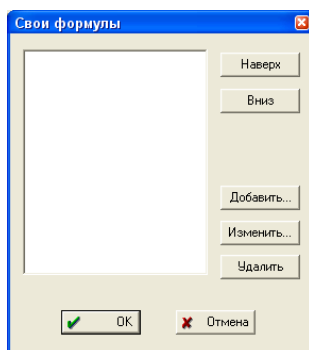 Свои формулы
Наверх
Вниз
Добавить...
Изменить...
Удалить
OK
Отмена